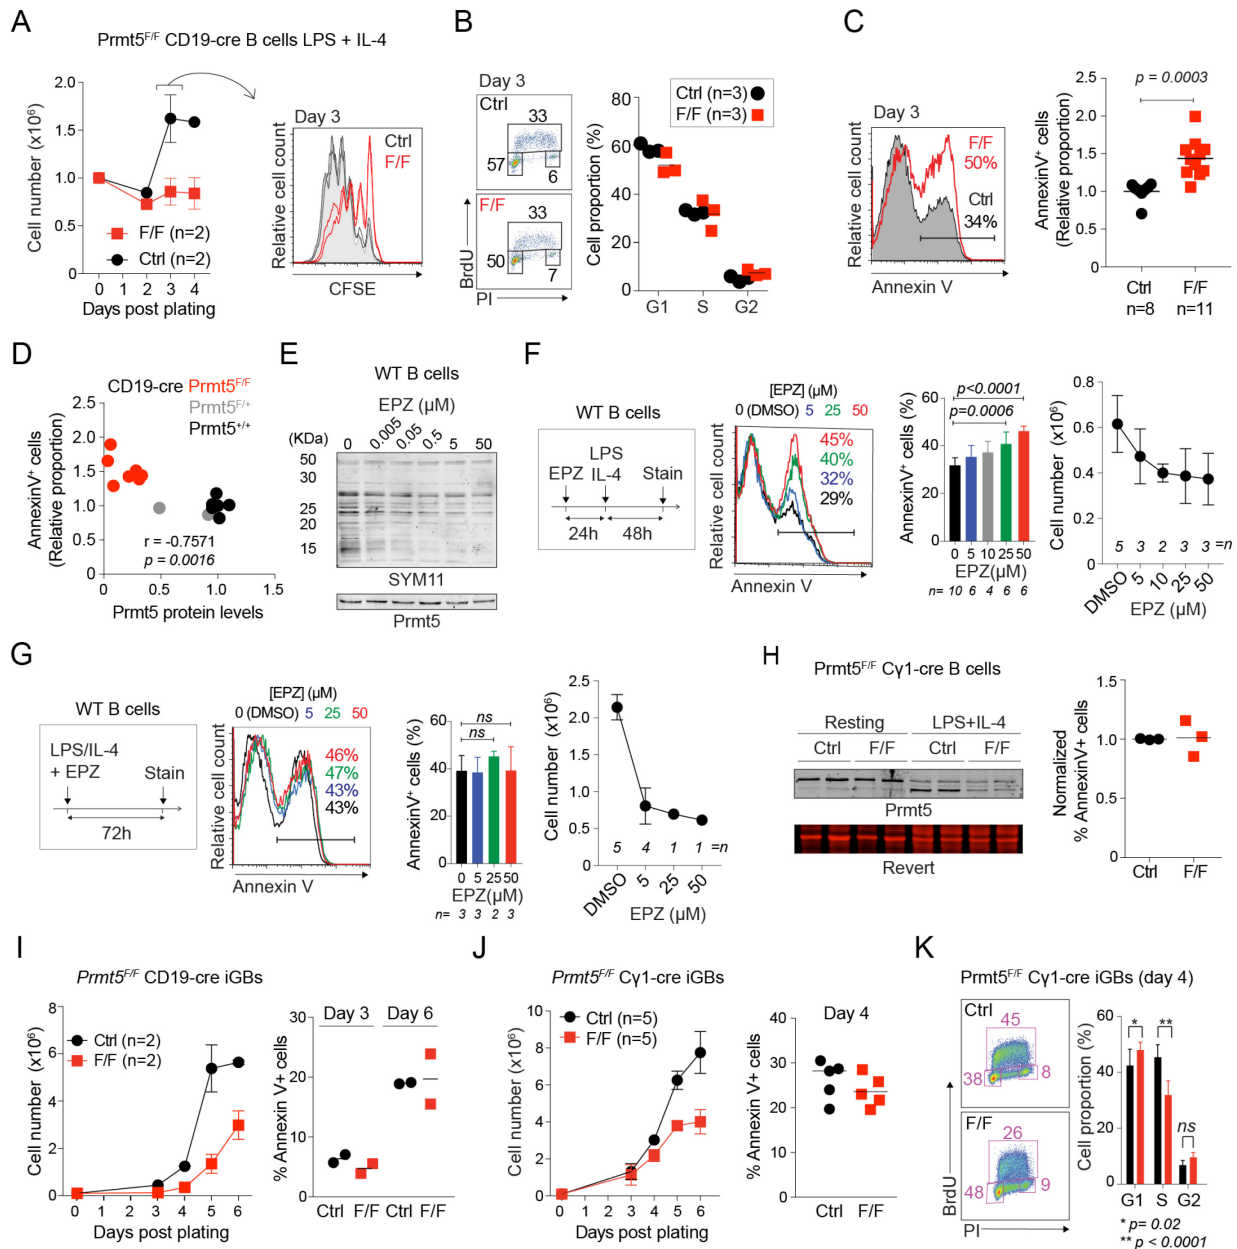 A
Prmt5F/F CD19-cre B cells LPS + IL-4
Cell number (x10⁶)
2.0
1.5
1.0
0.5
0
F/F (n=2)
Ctrl (n=2)
0 1 2 3 4
Days post plating
Day 3
Relative cell count
Ctrl
F/F
CFSE
B
Day 3
Ctrl
33
57
6
F/F
33
50
7
BrdU
PI
Cell proportion (%)
80
60
40
20
0
Ctrl (n=3)
F/F (n=3)
G1 S G2
C
Day 3
Relative cell count
F/F
50%
Ctrl
34%
Annexin V
AnnexinV⁺ cells
(Relative proportion)
2.5
2.0
1.5
1.0
0.5
0
p = 0.0003
Ctrl F/F
n=8 n=11
D
CD19-cre Prmt5F/F
Prmt5F/+
Prmt5+/+
AnnexinV⁺ cells
(Relative proportion)
2.5
2.0
1.5
1.0
0.5
0
r = -0.7571
p = 0.0016
0 0.5 1.0 1.5
Prmt5 protein levels
E
WT B cells
EPZ (µM)
(KDa) 0 0.005 0.05 0.5 5 50
50
30
25
20
15
SYM11
Prmt5
F
WT B cells
LPS
EPZ IL-4 Stain
24h 48h
[EPZ] (µM)
0 (DMSO) 5 25 50
Relative cell count
45%
40%
32%
29%
Annexin V
AnnexinV⁺ cells (%)
60
40
20
0
p<0.0001
p=0.0006
0 5 10 25 50
EPZ(µM)
n= 10 6 4 6 6
Cell number (x10⁶)
0.8
0.6
0.4
0.2
0
5 3 2 3 3 =n
DMSO 5 10 25 50
EPZ (µM)
G
WT B cells
LPS/IL-4
+ EPZ Stain
72h
[EPZ] (µM)
0 (DMSO) 5 25 50
Relative cell count
46%
47%
43%
43%
Annexin V
AnnexinV⁺ cells (%)
60
40
20
0
ns
ns
0 5 25 50
EPZ(µM)
n= 3 3 2 3
Cell number (x10⁶)
2.5
2.0
1.5
1.0
0.5
0
5 4 1 1 =n
DMSO 5 25 50
EPZ (µM)
H
Prmt5F/F Cγ1-cre B cells
Resting LPS+IL-4
Ctrl F/F Ctrl F/F
Prmt5
Revert
Normalized
% AnnexinV+ cells
1.5
1.0
0.5
0
Ctrl F/F
I
Prmt5F/F CD19-cre iGBs
Cell number (x10⁶)
8
6
4
2
0
Ctrl (n=2)
F/F (n=2)
0 1 2 3 4 5 6
Days post plating
% Annexin V+ cells
30
20
10
0
Day 3 Day 6
Ctrl F/F Ctrl F/F
J
Prmt5F/F Cγ1-cre iGBs
Cell number (x10⁶)
10
8
6
4
2
0
Ctrl (n=5)
F/F (n=5)
0 1 2 3 4 5 6
Days post plating
% Annexin V+ cells
40
30
20
10
0
Day 4
Ctrl F/F
K
Prmt5F/F Cγ1-cre iGBs (day 4)
Ctrl
45
38
8
F/F
26
48
9
BrdU
PI
Cell proportion (%)
60
40
20
0
*
**
ns
G1 S G2
* p= 0.02
** p < 0.0001